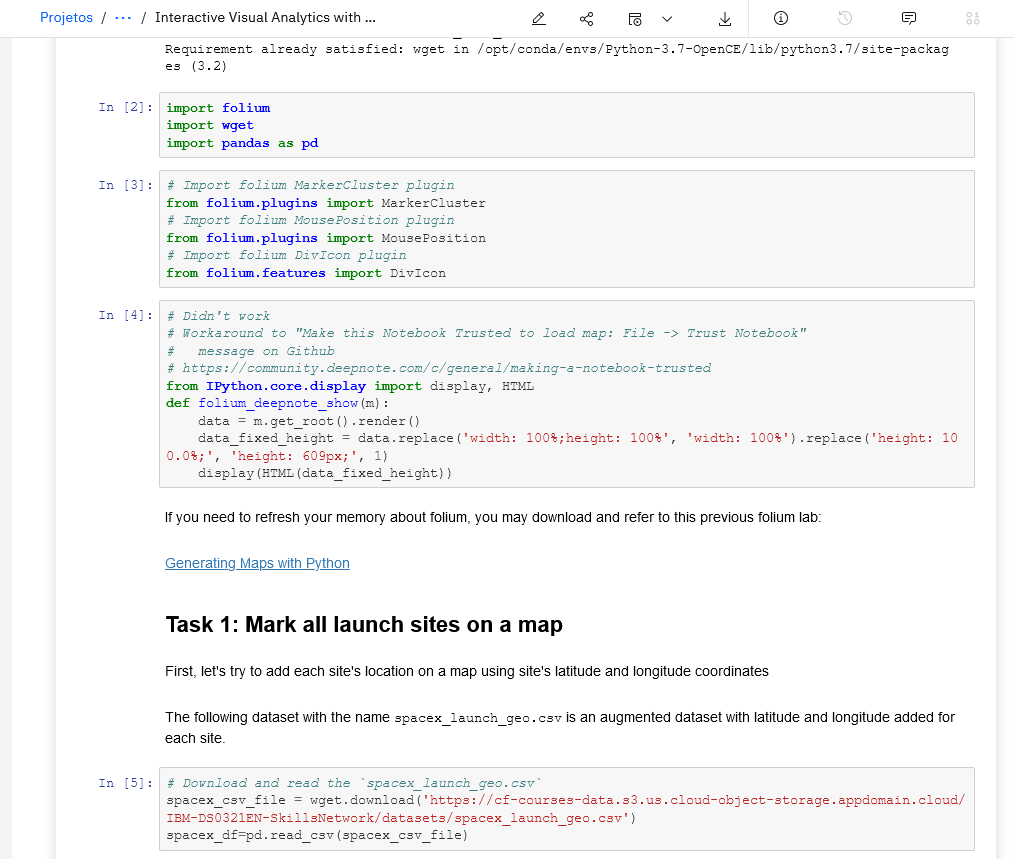 Projetos / ... / Interactive Visual Analytics with ...
Requirement already satisfied: wget in /opt/conda/envs/Python-3.7-OpenCE/lib/python3.7/site-packag
es (3.2)
In [2]: import folium
import wget
import pandas as pd
In [3]: # Import folium MarkerCluster plugin
from folium.plugins import MarkerCluster
# Import folium MousePosition plugin
from folium.plugins import MousePosition
# Import folium DivIcon plugin
from folium.features import DivIcon
In [4]: # Didn't work
# Workaround to "Make this Notebook Trusted to load map: File -> Trust Notebook"
#   message on Github
# https://community.deepnote.com/c/general/making-a-notebook-trusted
from IPython.core.display import display, HTML
def folium_deepnote_show(m):
    data = m.get_root().render()
    data_fixed_height = data.replace('width: 100%;height: 100%', 'width: 100%').replace('height: 10
0.0%;', 'height: 609px;', 1)
    display(HTML(data_fixed_height))
If you need to refresh your memory about folium, you may download and refer to this previous folium lab:
Generating Maps with Python
Task 1: Mark all launch sites on a map
First, let's try to add each site's location on a map using site's latitude and longitude coordinates
The following dataset with the name spacex_launch_geo.csv is an augmented dataset with latitude and longitude added for
each site.
In [5]: # Download and read the `spacex_launch_geo.csv`
spacex_csv_file = wget.download('https://cf-courses-data.s3.us.cloud-object-storage.appdomain.cloud/
IBM-DS0321EN-SkillsNetwork/datasets/spacex_launch_geo.csv')
spacex_df=pd.read_csv(spacex_csv_file)